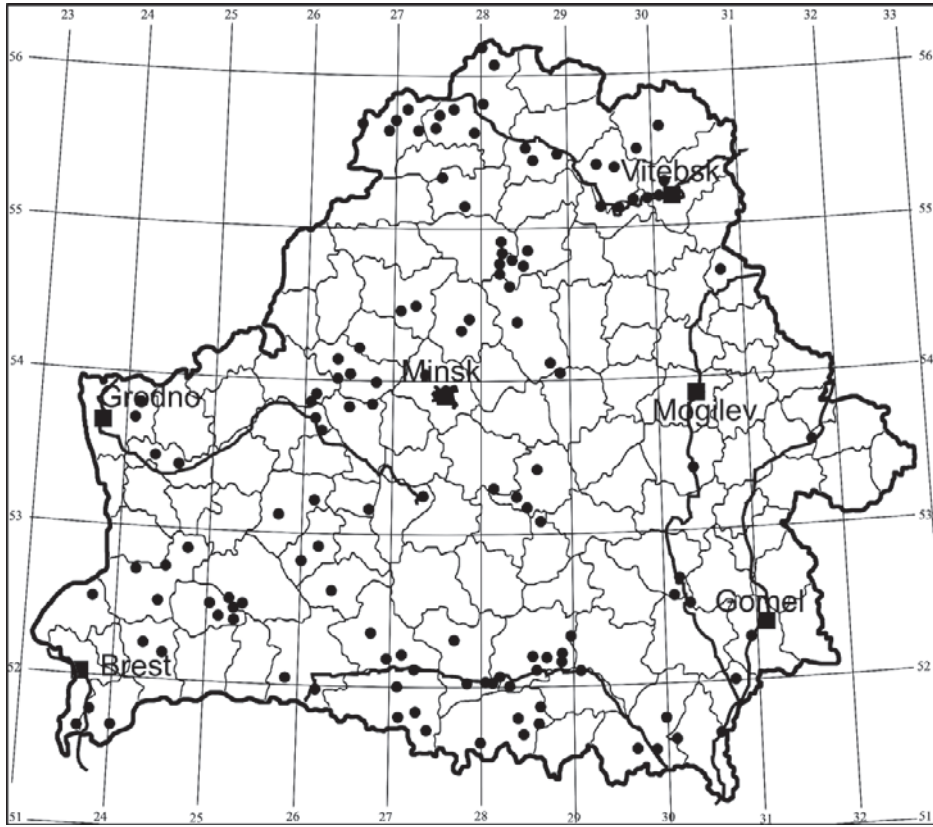 23 24 25 26 27 28 29 30 31 32 33
56 56
Vitebsk
55 55
54 54
Minsk
Grodno
Mogilev
53 53
Gomel
52 Brest 52
51 24 25 26 27 28 29 30 31 32 51